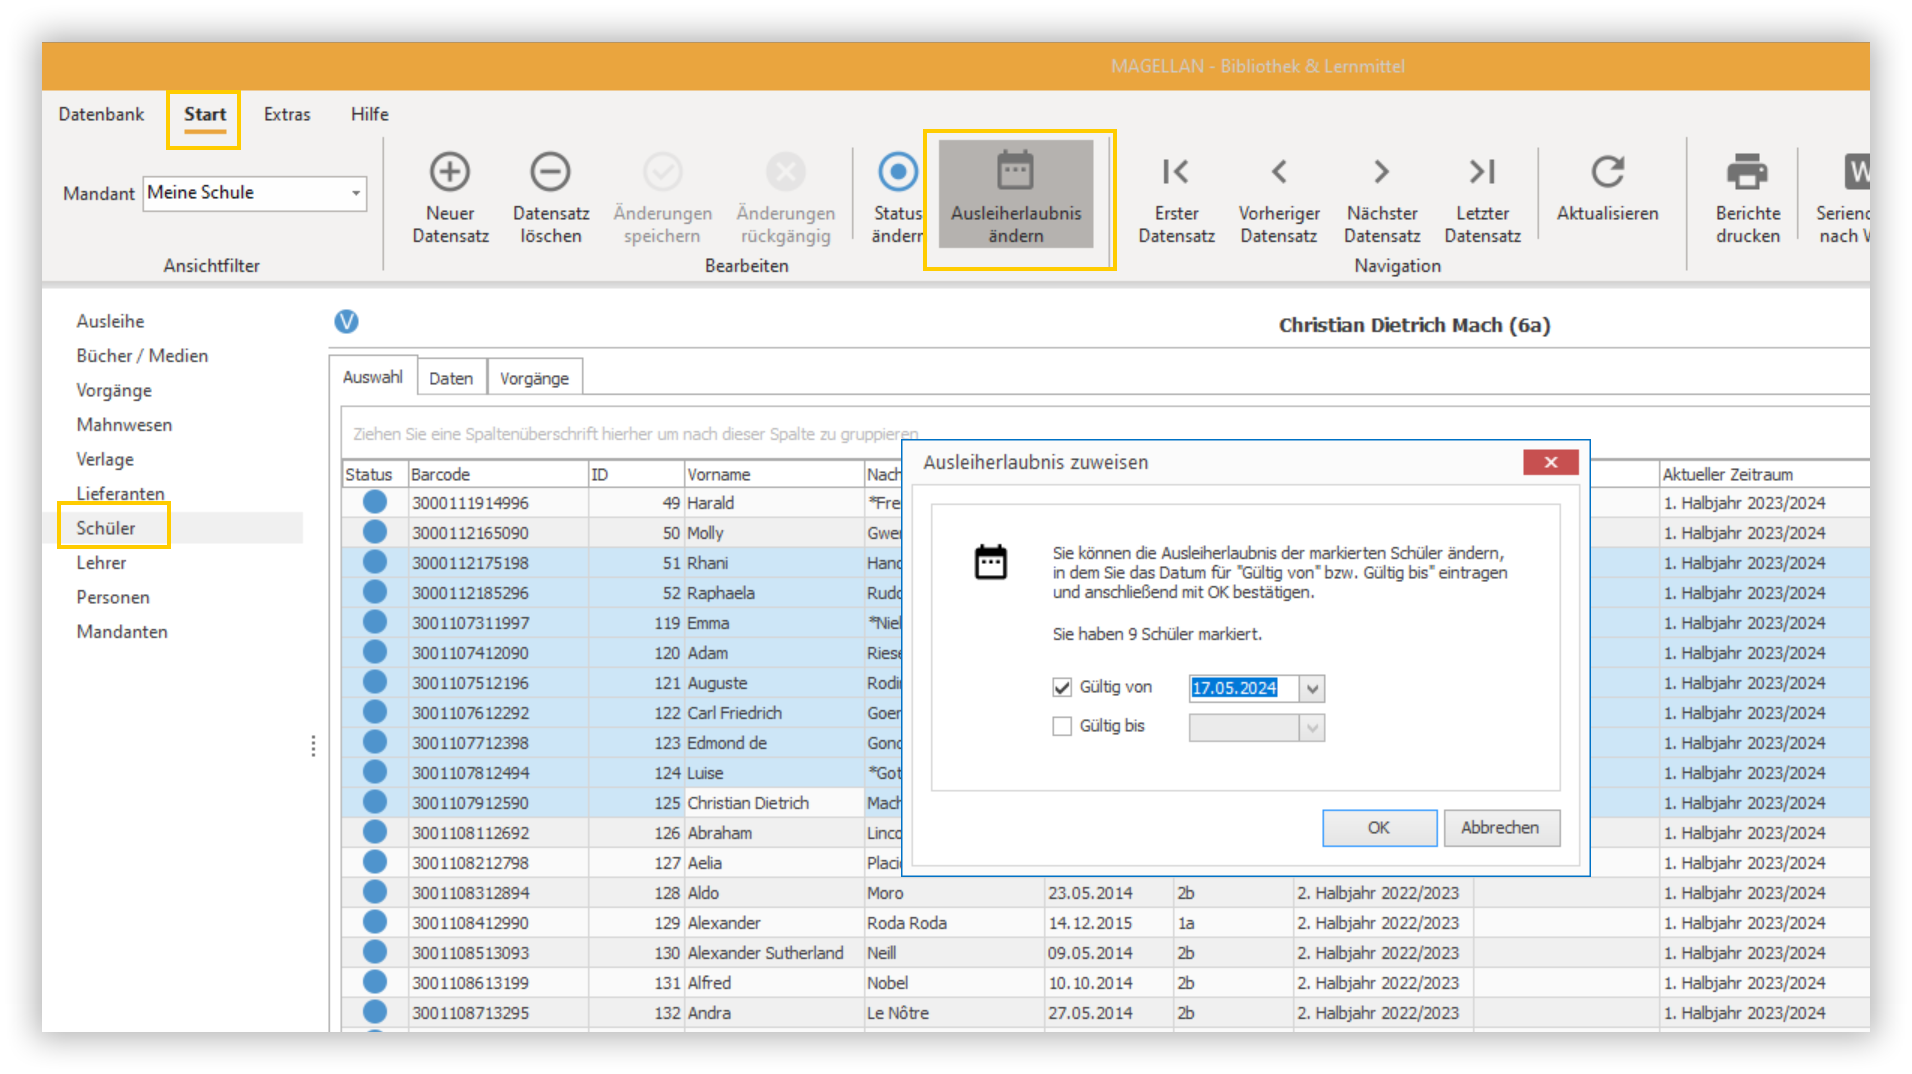 MAGELLAN - Bibliothek & Lernmittel
Datenbank Start Extras Hilfe
Mandant Meine Schule
Ansichtfilter
Neuer Datensatz
Datensatz löschen
Änderungen speichern
Änderungen rückgängig
Status ändern
Ausleiherlaubnis ändern
Bearbeiten
Erster Datensatz
Vorheriger Datensatz
Nächster Datensatz
Letzter Datensatz
Navigation
Aktualisieren
Berichte drucken
nach
Ausleihe
Bücher / Medien
Vorgänge
Mahnwesen
Verlage
Lieferanten
Schüler
Lehrer
Personen
Mandanten
V
Christian Dietrich Mach (6a)
Auswahl Daten Vorgänge
Ziehen Sie eine Spaltenüberschrift hierher um nach dieser Spalte zu gruppieren
Status Barcode ID Vorname Nach Aktueller Zeitraum
3000111914996 49 Harald *Fre 1. Halbjahr 2023/2024
3000112165090 50 Molly Gwe 1. Halbjahr 2023/2024
3000112175198 51 Rhani Hanc 1. Halbjahr 2023/2024
3000112185296 52 Raphaela Rudo 1. Halbjahr 2023/2024
3001107311997 119 Emma *Niel 1. Halbjahr 2023/2024
3001107412090 120 Adam Riese 1. Halbjahr 2023/2024
3001107512196 121 Auguste Rodi 1. Halbjahr 2023/2024
3001107612292 122 Carl Friedrich Goer 1. Halbjahr 2023/2024
3001107712398 123 Edmond de Gonc 1. Halbjahr 2023/2024
3001107812494 124 Luise *Got 1. Halbjahr 2023/2024
3001107912590 125 Christian Dietrich Mach 1. Halbjahr 2023/2024
3001108112692 126 Abraham Linco 1. Halbjahr 2023/2024
3001108212798 127 Aelia Placi 1. Halbjahr 2023/2024
3001108312894 128 Aldo Moro 23.05.2014 2b 2. Halbjahr 2022/2023 1. Halbjahr 2023/2024
3001108412990 129 Alexander Roda Roda 14.12.2015 1a 2. Halbjahr 2022/2023 1. Halbjahr 2023/2024
3001108513093 130 Alexander Sutherland Neill 09.05.2014 2b 2. Halbjahr 2022/2023 1. Halbjahr 2023/2024
3001108613199 131 Alfred Nobel 10.10.2014 2b 2. Halbjahr 2022/2023 1. Halbjahr 2023/2024
3001108713295 132 Andra Le Nôtre 27.05.2014 2b 2. Halbjahr 2022/2023 1. Halbjahr 2023/2024
Ausleiherlaubnis zuweisen
Sie können die Ausleiherlaubnis der markierten Schüler ändern,
in dem Sie das Datum für "Gültig von" bzw. Gültig bis" eintragen
und anschließend mit OK bestätigen.
Sie haben 9 Schüler markiert.
Gültig von 17.05.2024
Gültig bis
OK Abbrechen